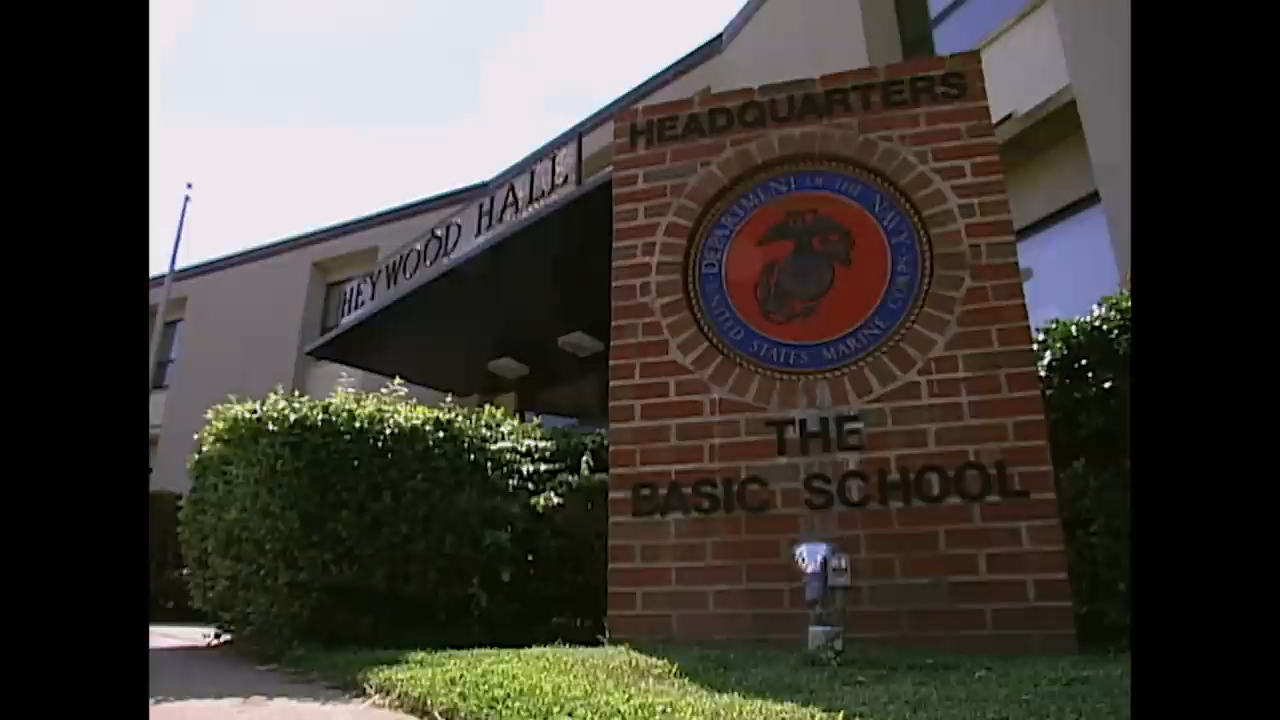 HEYWOOD HALL
HEADQUARTERS
DEPARTMENT OF THE NAVY
UNITED STATES MARINE CORPS
THE
BASIC SCHOOL